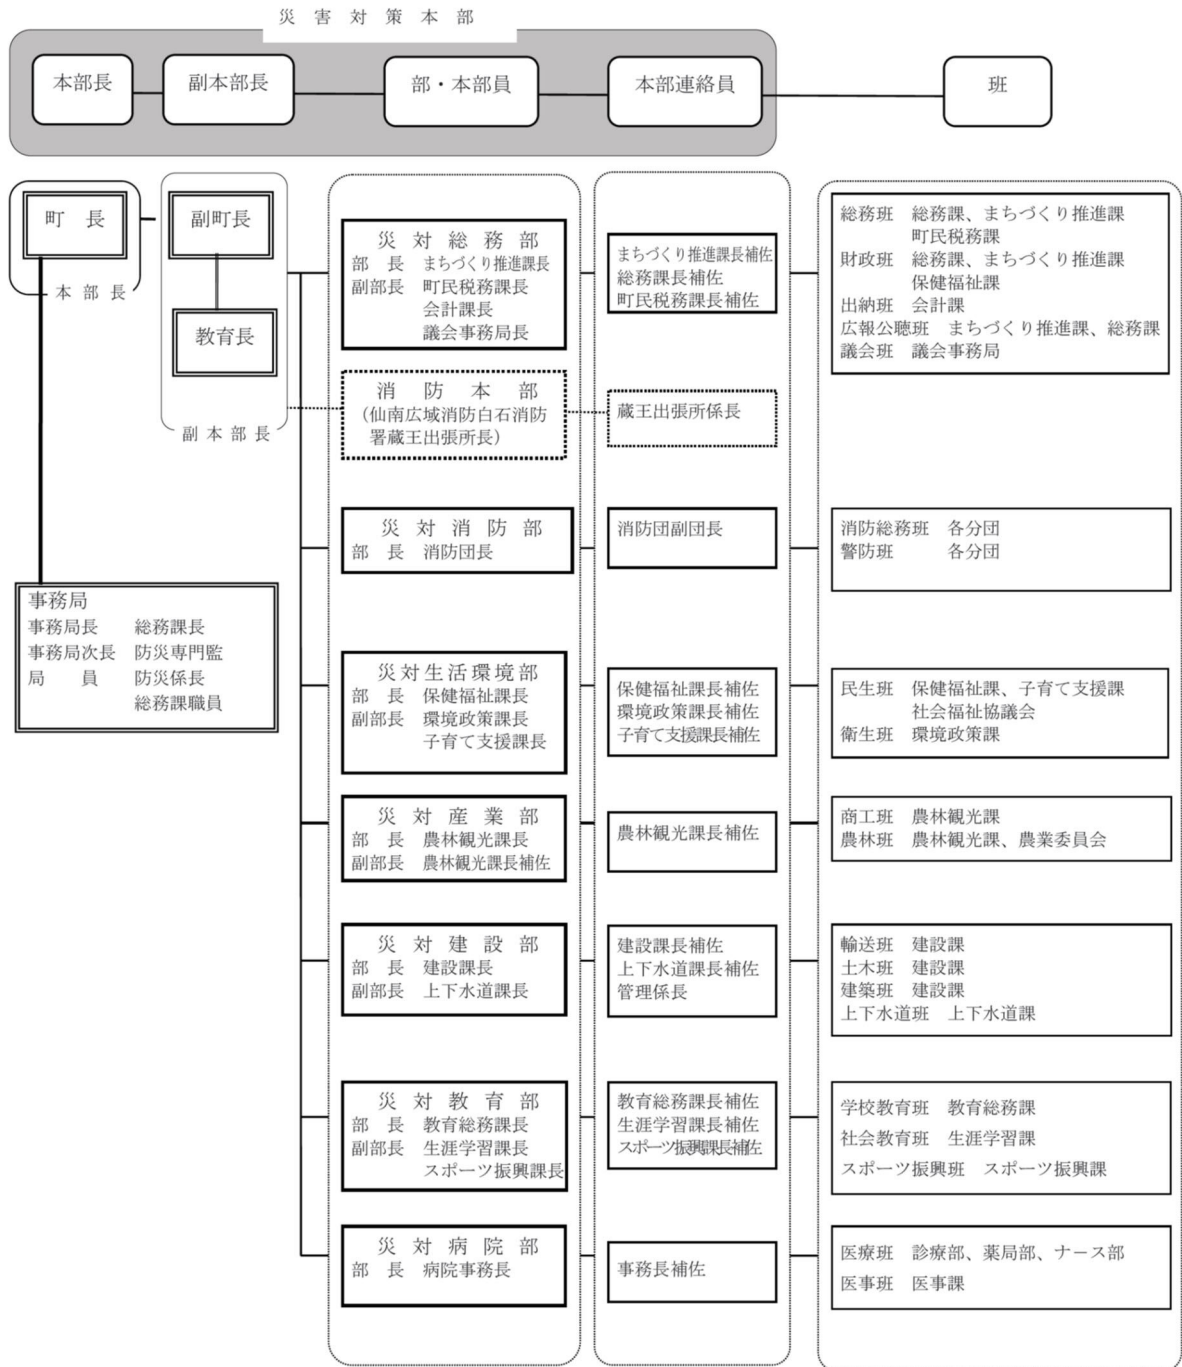 災害対策本部
本部長
副本部長
部・本部員
本部連絡員
班
町長
本部長
副町長
教育長
副本部長
事務局
事務局長 総務課長
事務局次長 防災専門監
局員 防災係長
総務課職員
災対総務部
部長 まちづくり推進課長
副部長 町民税務課長
会計課長
議会事務局長
まちづくり推進課長補佐
総務課長補佐
町民税務課長補佐
総務班 総務課、まちづくり推進課
町民税務課
財政班 総務課、まちづくり推進課
保健福祉課
出納班 会計課
広報公聴班 まちづくり推進課、総務課
議会班 議会事務局
消防本部
(仙南広域消防白石消防
署蔵王出張所長)
蔵王出張所係長
災対消防部
部長 消防団長
消防団副団長
消防総務班 各分団
警防班 各分団
災対生活環境部
部長 保健福祉課長
副部長 環境政策課長
子育て支援課長
保健福祉課長補佐
環境政策課長補佐
子育て支援課長補佐
民生班 保健福祉課、子育て支援課
社会福祉協議会
衛生班 環境政策課
災対産業部
部長 農林観光課長
副部長 農林観光課長補佐
農林観光課長補佐
商工班 農林観光課
農林班 農林観光課、農業委員会
災対建設部
部長 建設課長
副部長 上下水道課長
建設課長補佐
上下水道課長補佐
管理係長
輸送班 建設課
土木班 建設課
建築班 建設課
上下水道班 上下水道課
災対教育部
部長 教育総務課長
副部長 生涯学習課長
スポーツ振興課長
教育総務課長補佐
生涯学習課長補佐
スポーツ振興課長補佐
学校教育班 教育総務課
社会教育班 生涯学習課
スポーツ振興班 スポーツ振興課
災対病院部
部長 病院事務長
事務長補佐
医療班 診療部、薬局部、ナース部
医事班 医事課